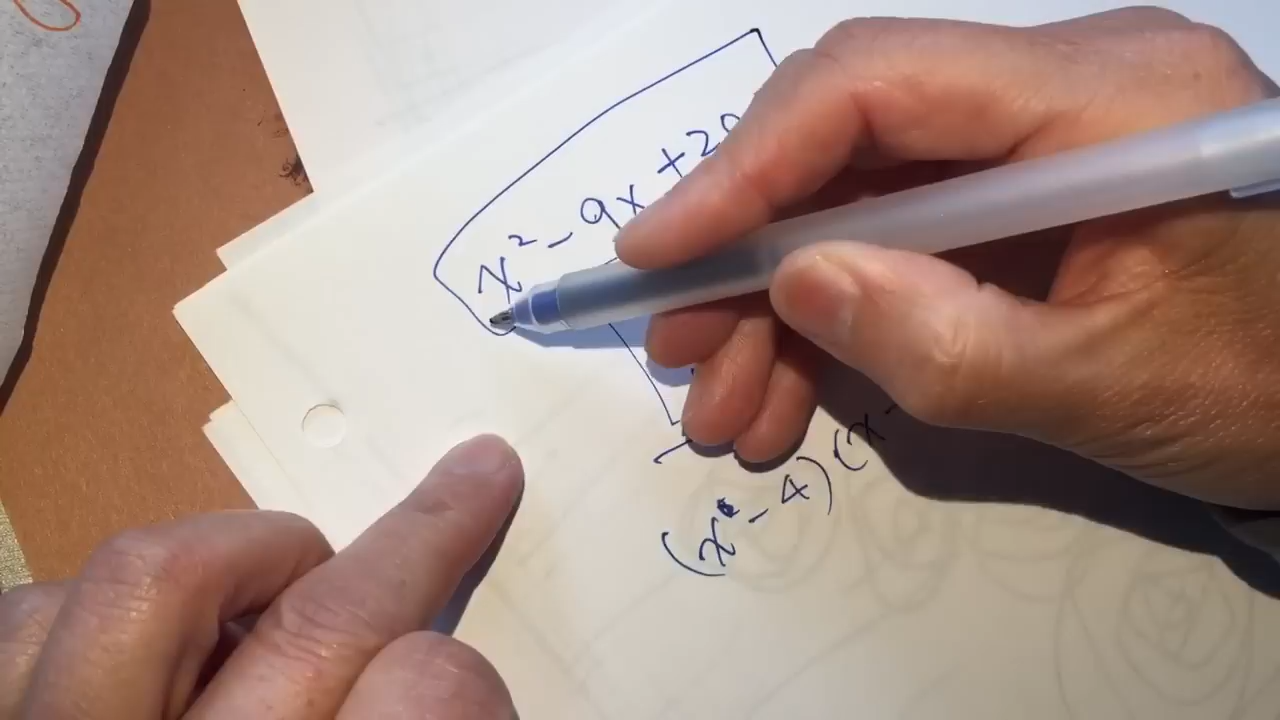 x² - 9x + 20
(x - 4)(x -